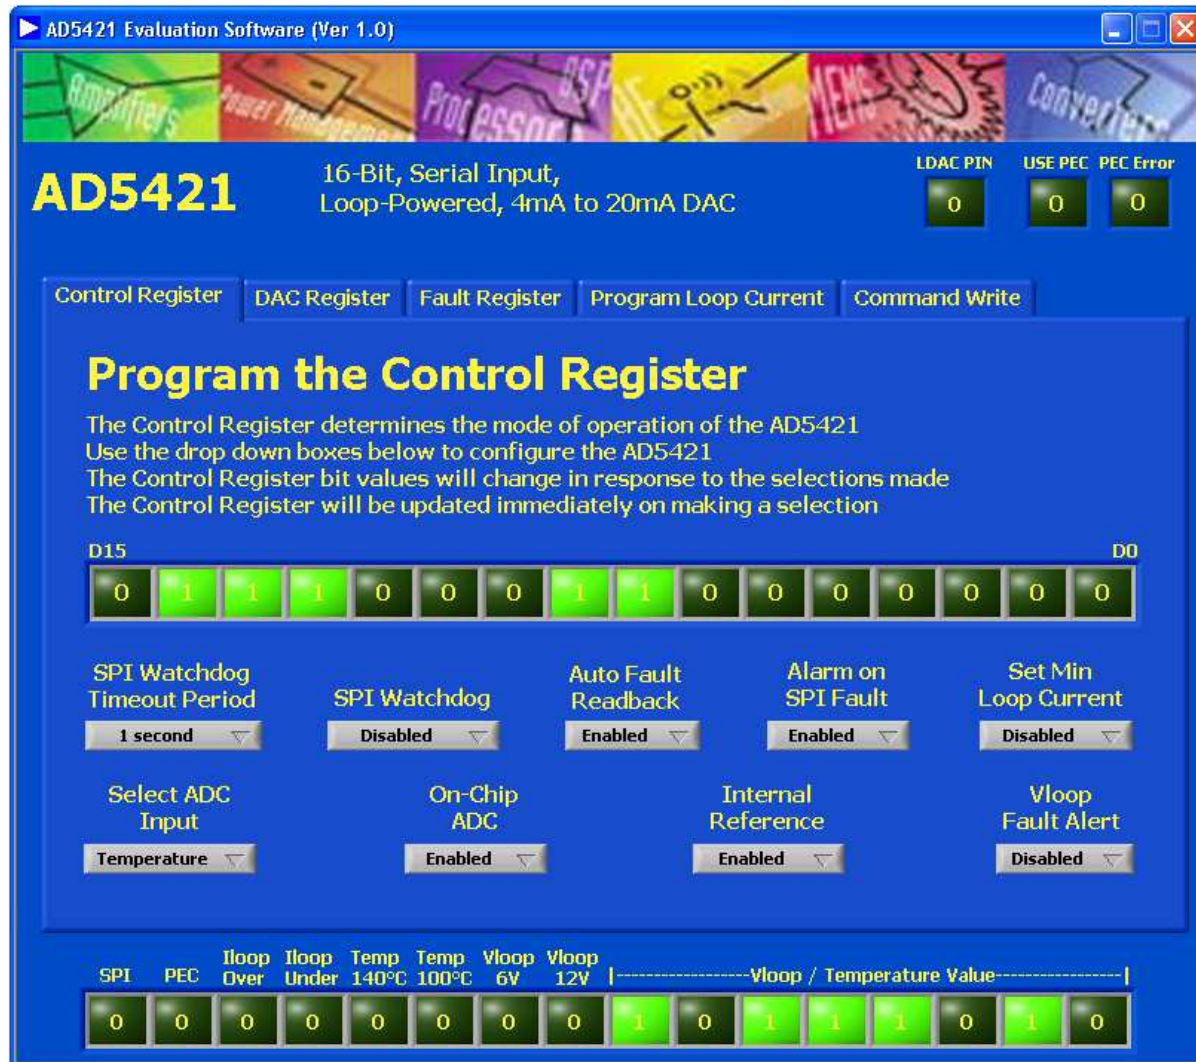 AD5421 Evaluation Software (Ver 1.0)
Amplifiers
Power Management
Processors
DSP
MEMS
Converters
AD5421
16-Bit, Serial Input,
Loop-Powered, 4mA to 20mA DAC
LDAC PIN USE PEC PEC Error
0 0 0
Control Register DAC Register Fault Register Program Loop Current Command Write
Program the Control Register
The Control Register determines the mode of operation of the AD5421
Use the drop down boxes below to configure the AD5421
The Control Register bit values will change in response to the selections made
The Control Register will be updated immediately on making a selection
D15 D0
0 1 1 1 0 0 0 1 1 0 0 0 0 0 0 0
SPI Watchdog
Timeout Period
1 second
SPI Watchdog
Disabled
Auto Fault
Readback
Enabled
Alarm on
SPI Fault
Enabled
Set Min
Loop Current
Disabled
Select ADC
Input
Temperature
On-Chip
ADC
Enabled
Internal
Reference
Enabled
Vloop
Fault Alert
Disabled
SPI PEC Iloop Over Iloop Under Temp 140°C Temp 100°C Vloop 6V Vloop 12V |-------------------Vloop / Temperature Value-----------------|
0 0 0 0 0 0 0 0 1 0 1 1 1 0 1 0